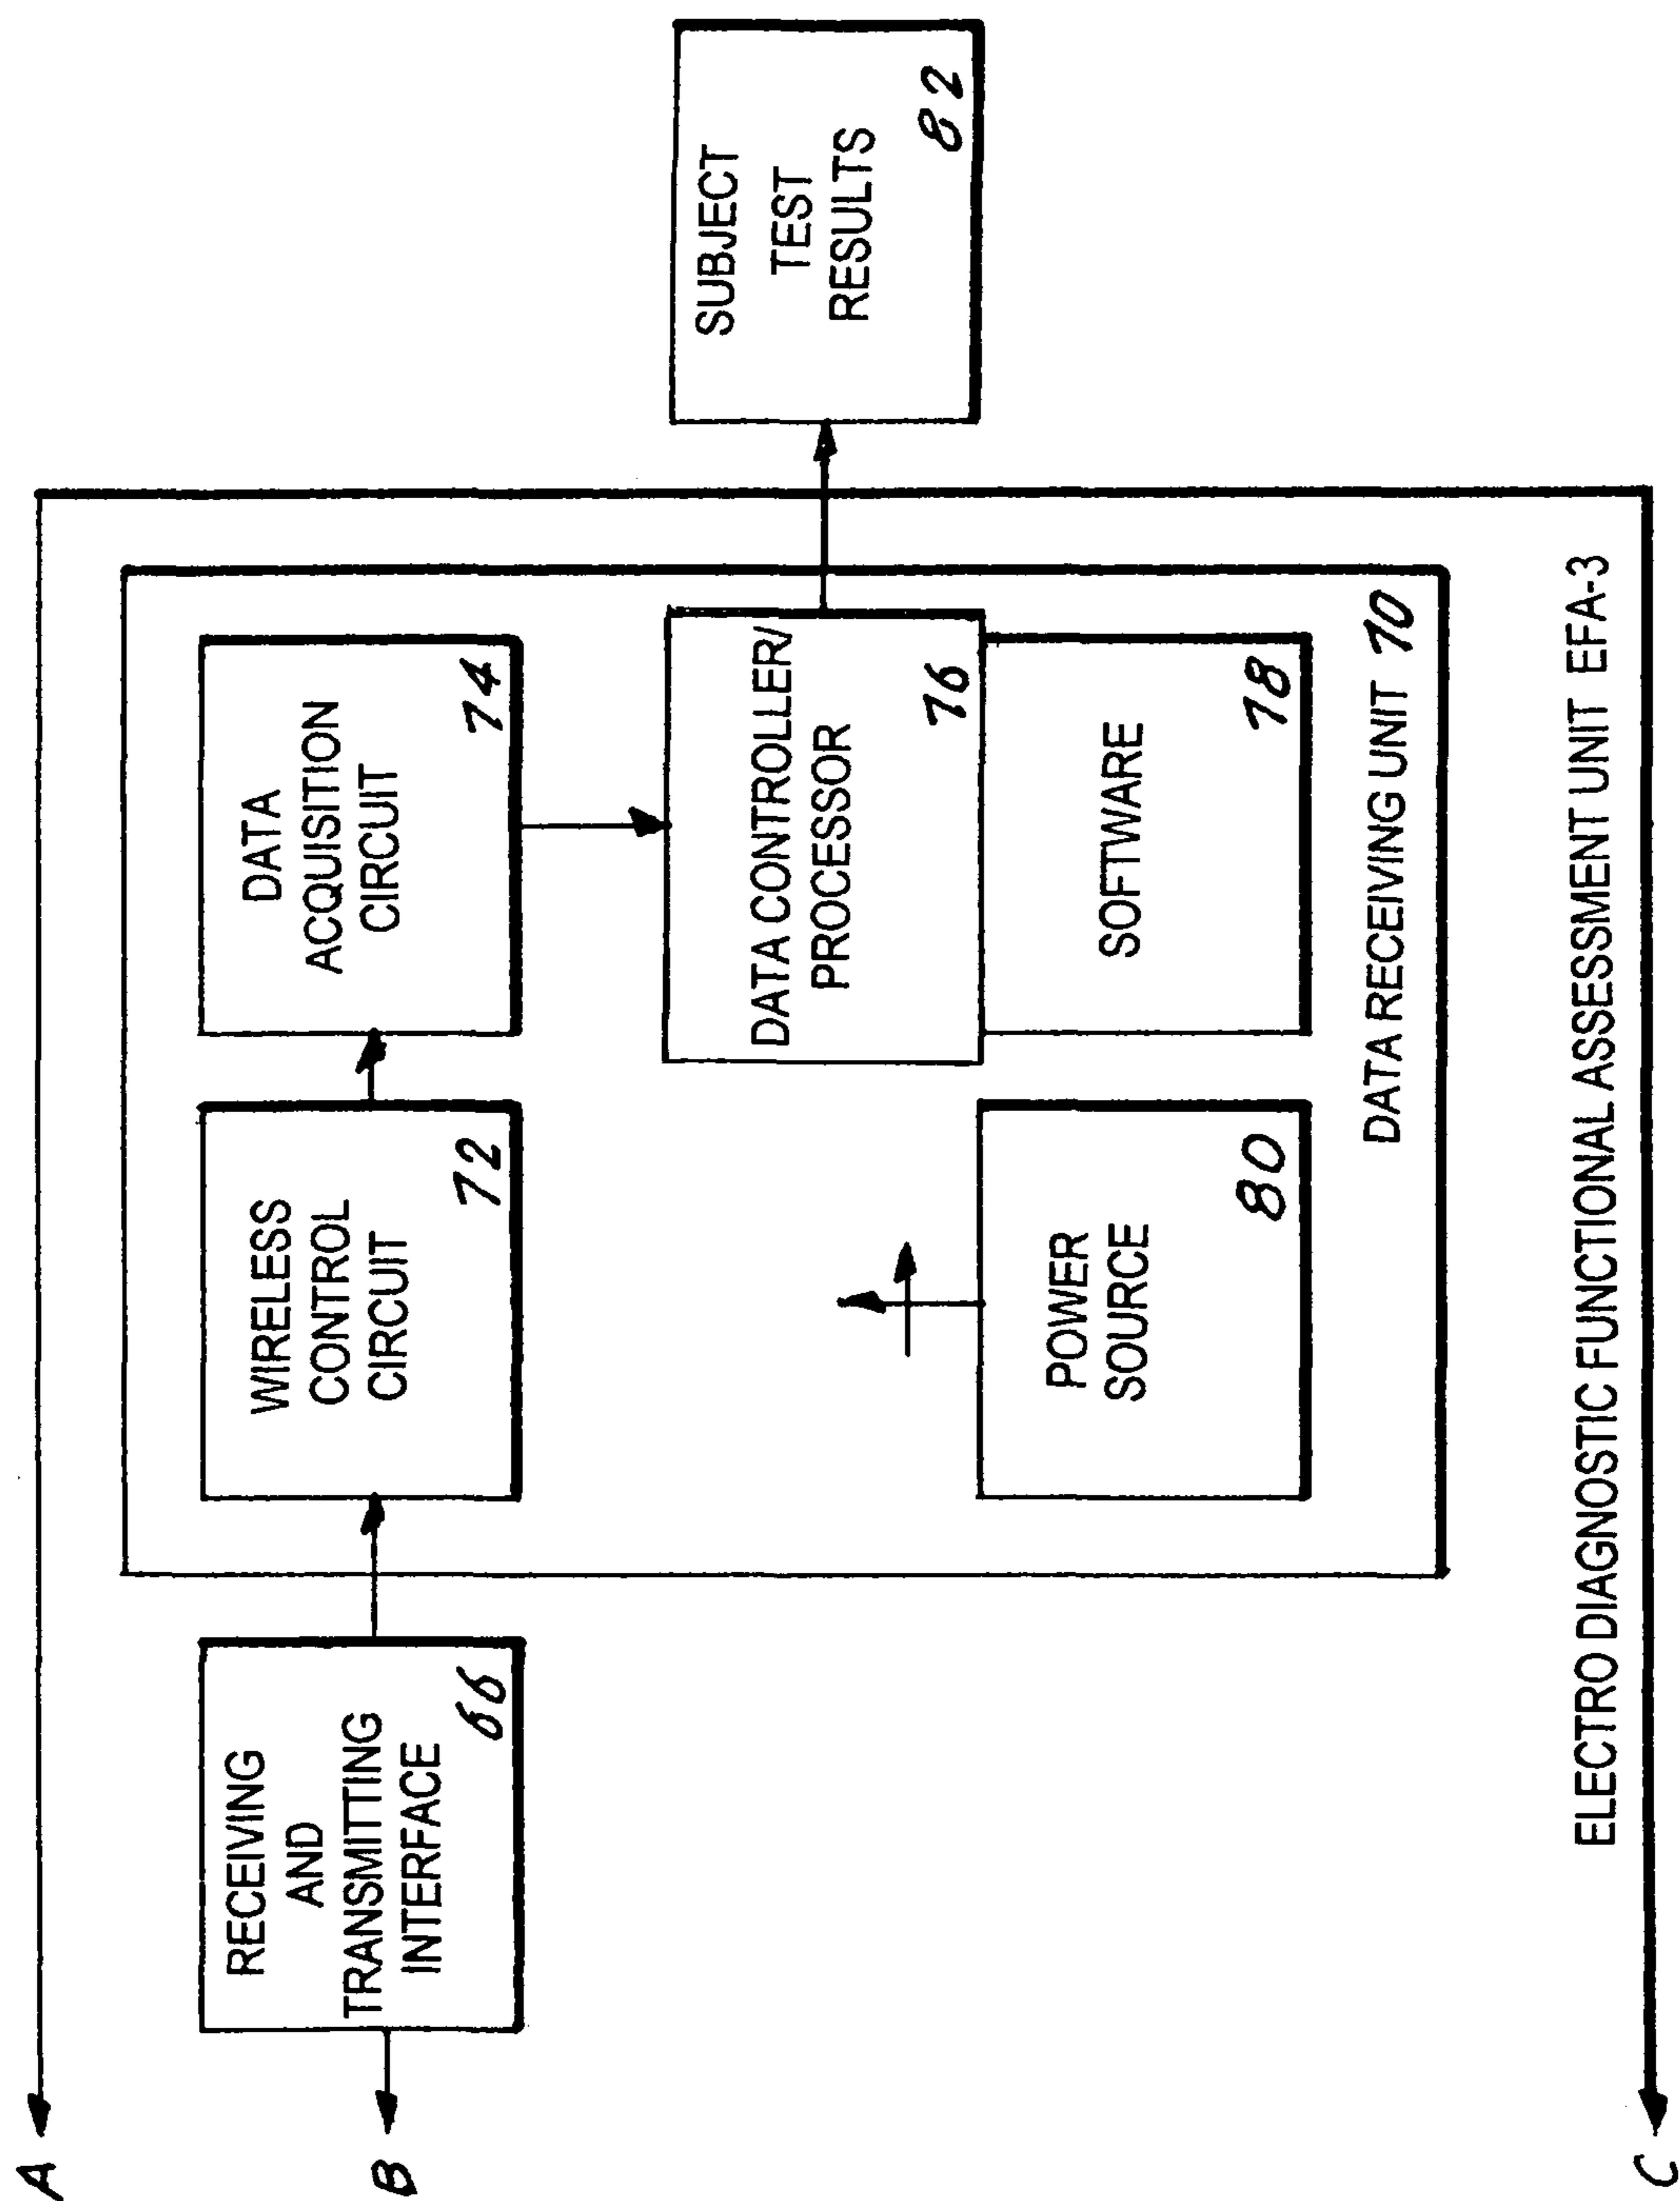 A
B
C
RECEIVING
AND
TRANSMITTING
INTERFACE
66
WIRELESS
CONTROL
CIRCUIT
72
DATA
ACQUISITION
CIRCUIT
74
DATA CONTROLLER/
PROCESSOR
76
SOFTWARE
78
POWER
SOURCE
80
DATA RECEIVING UNIT 70
SUBJECT
TEST
RESULTS
82
ELECTRO DIAGNOSTIC FUNCTIONAL ASSESSMENT UNIT EFA-3